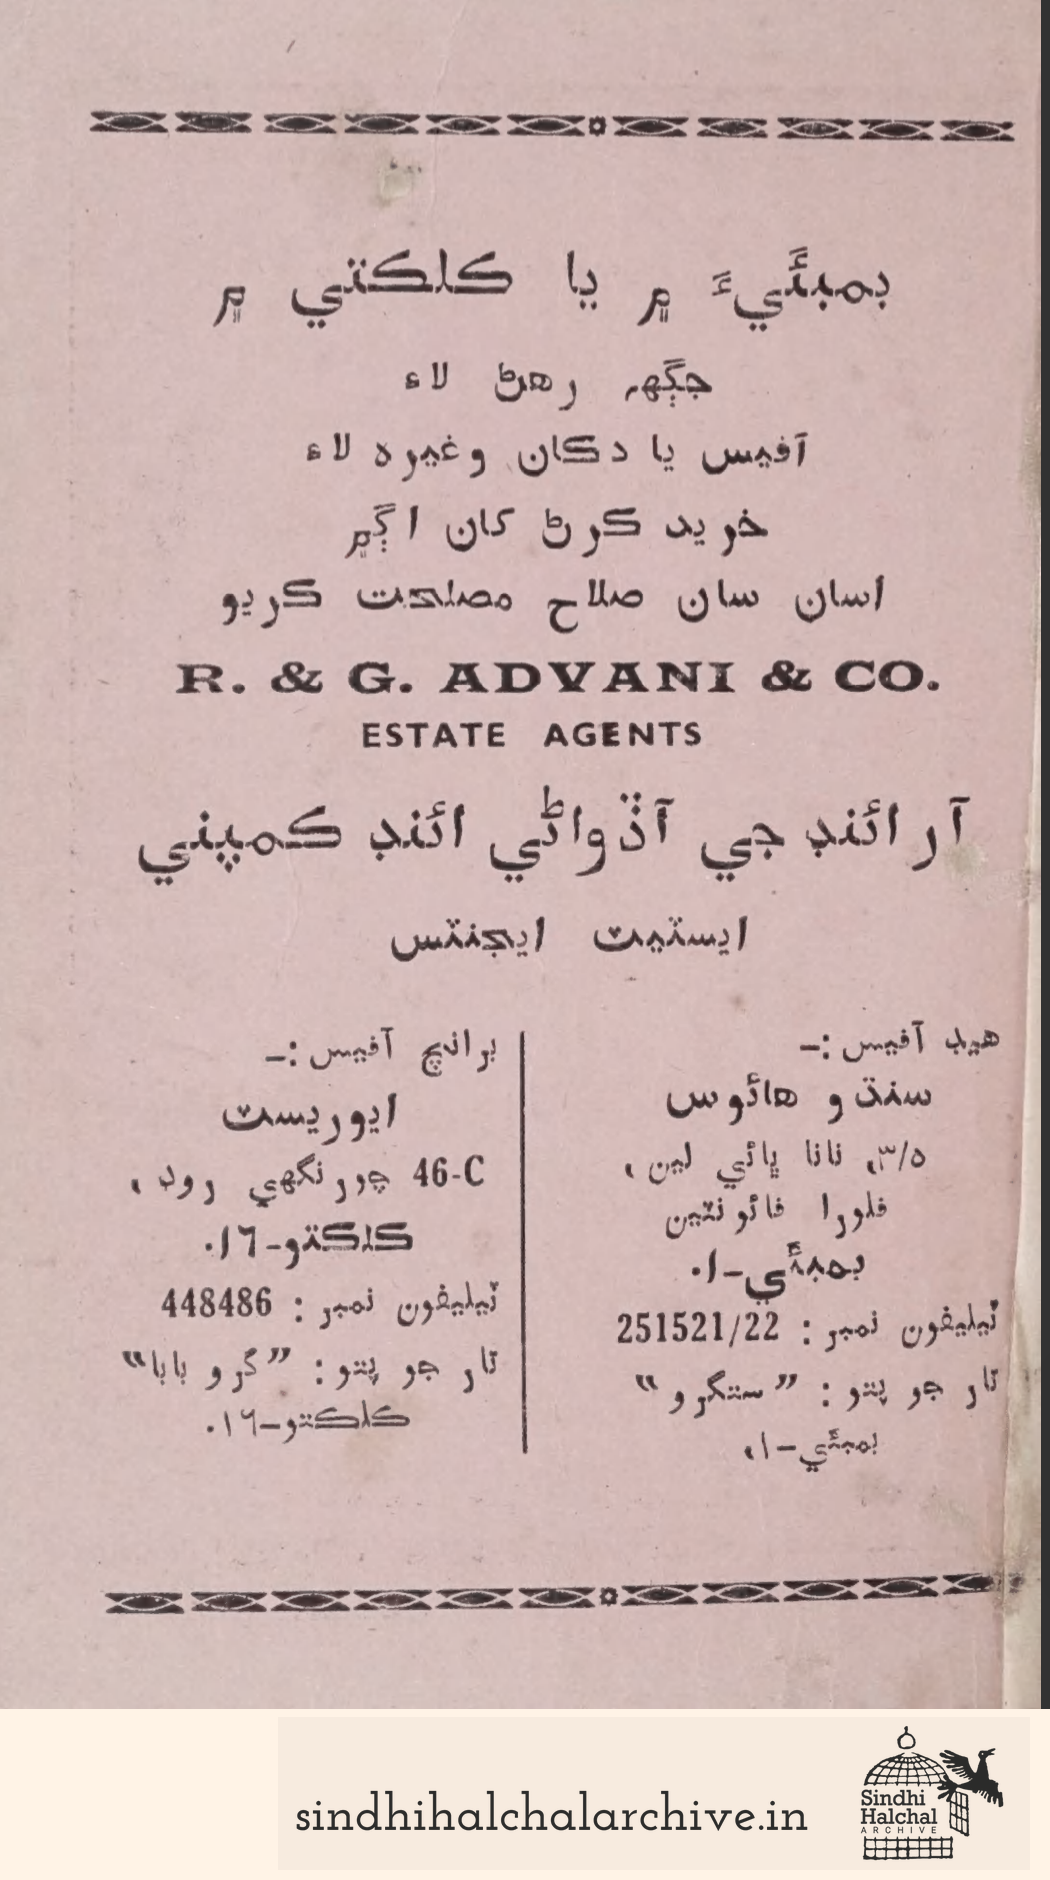 بمبئيءَ ۾ يا ڪلڪتي ۾
جڳهہ رهڻ لاءِ
آفيس يا دڪان وغيره لاءِ
خريد ڪرڻ کان اڳ۾
اسان سان صلاح مصلحت ڪريو
R. & G. ADVANI & CO.
ESTATE AGENTS
آر ائنڊ جي آڏواڻي ائنڊ ڪمپني
ايسٽيٽ ايجنٽس
هيڊ آفيس :–
سنڌو هائوس
٣/٥، نانا ڀائي لين،
فلورا فائونٽين
بمبئي–١.
ٽيليفون نمبر : 251521/22
تار جو پتو : ”ستگرو“
بمبئي–١،
برانچ آفيس :–
ايوريسٽ
46-C چورنگهي روڊ،
ڪلڪتو–١٦.
ٽيليفون نمبر : 448486
تار جو پتو : ”گرو بابا“
ڪلڪتو–١٦.
sindhihalchalarchive.in
Sindhi
Halchal
ARCHIVE